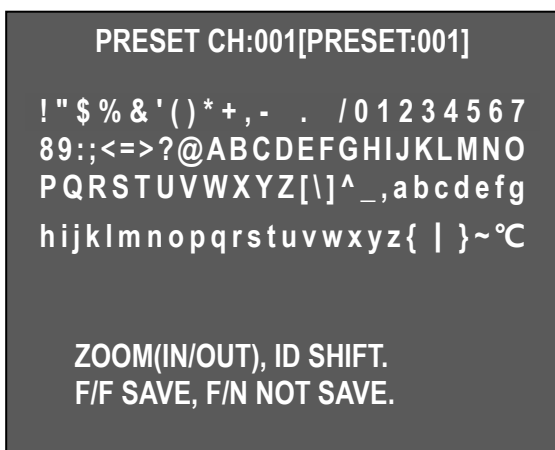 PRESET CH:001[PRESET:001]
! " $ % & ' ( ) * + , - . / 0 1 2 3 4 5 6 7
8 9 : ; < = > ? @ A B C D E F G H I J K L M N O
P Q R S T U V W X Y Z [ \ ] ^ _ , a b c d e f g
h i j k l m n o p q r s t u v w x y z { | } ~ ℃
ZOOM(IN/OUT), ID SHIFT.
F/F SAVE, F/N NOT SAVE.